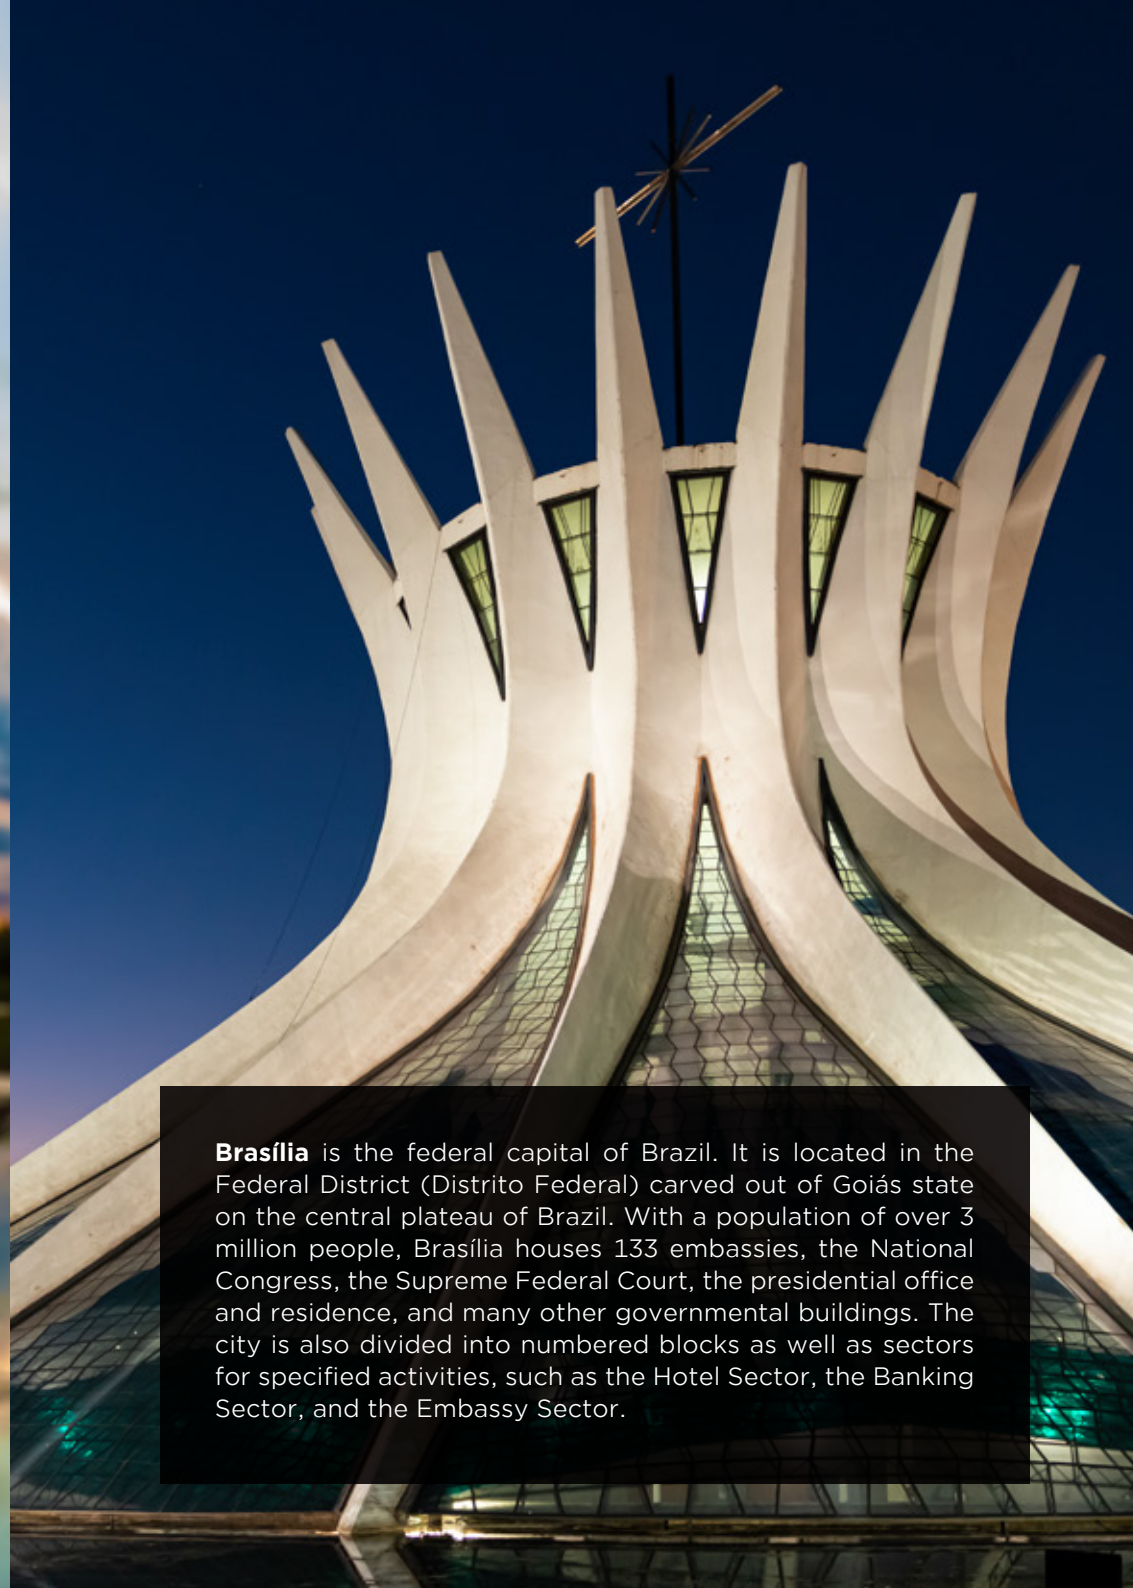 Brasília is the federal capital of Brazil. It is located in the
Federal District (Distrito Federal) carved out of Goiás state
on the central plateau of Brazil. With a population of over 3
million people, Brasília houses 133 embassies, the National
Congress, the Supreme Federal Court, the presidential office
and residence, and many other governmental buildings. The
city is also divided into numbered blocks as well as sectors
for specified activities, such as the Hotel Sector, the Banking
Sector, and the Embassy Sector.